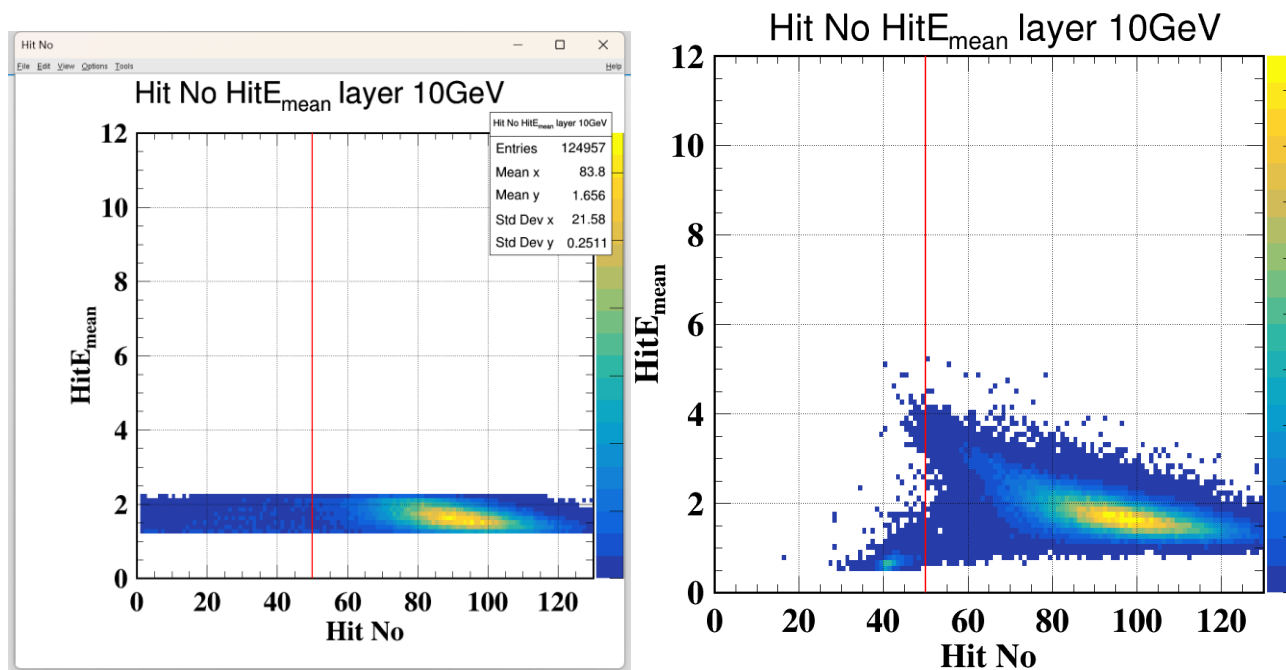 Hit No
File Edit View Options Tools Help
Hit No HitE_mean layer 10GeV
Hit No HitE_mean layer 10GeV
Entries 124957
Mean x 83.8
Mean y 1.656
Std Dev x 21.58
Std Dev y 0.2511
12
10
8
6
4
2
0
HitE_mean
0 20 40 60 80 100 120
Hit No
Hit No HitE_mean layer 10GeV
12
10
8
6
4
2
0
HitE_mean
0 20 40 60 80 100 120
Hit No